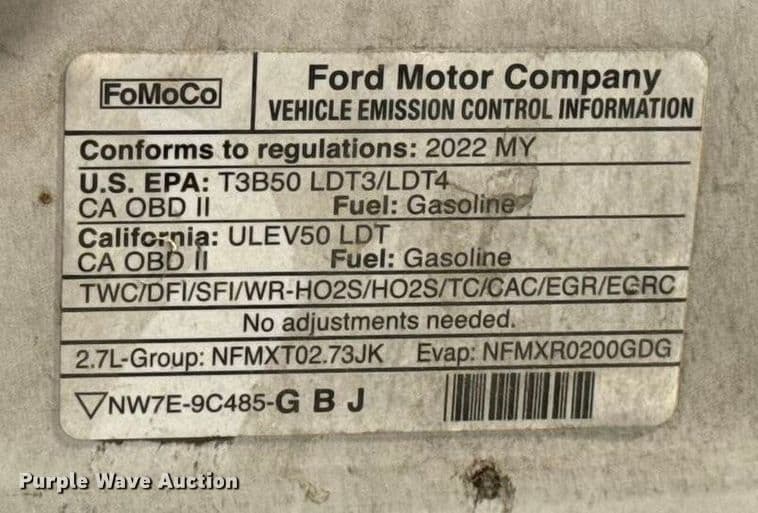 FoMoCo
Ford Motor Company
VEHICLE EMISSION CONTROL INFORMATION
Conforms to regulations: 2022 MY
U.S. EPA: T3B50 LDT3/LDT4
CA OBD II Fuel: Gasoline
California: ULEV50 LDT
CA OBD II Fuel: Gasoline
TWC/DFI/SFI/WR-HO2S/HO2S/TC/CAC/EGR/EGRC
No adjustments needed.
2.7L-Group: NFMXT02.73JK Evap: NFMXR0200GDG
▽NW7E-9C485-G B J
Purple Wave Auction